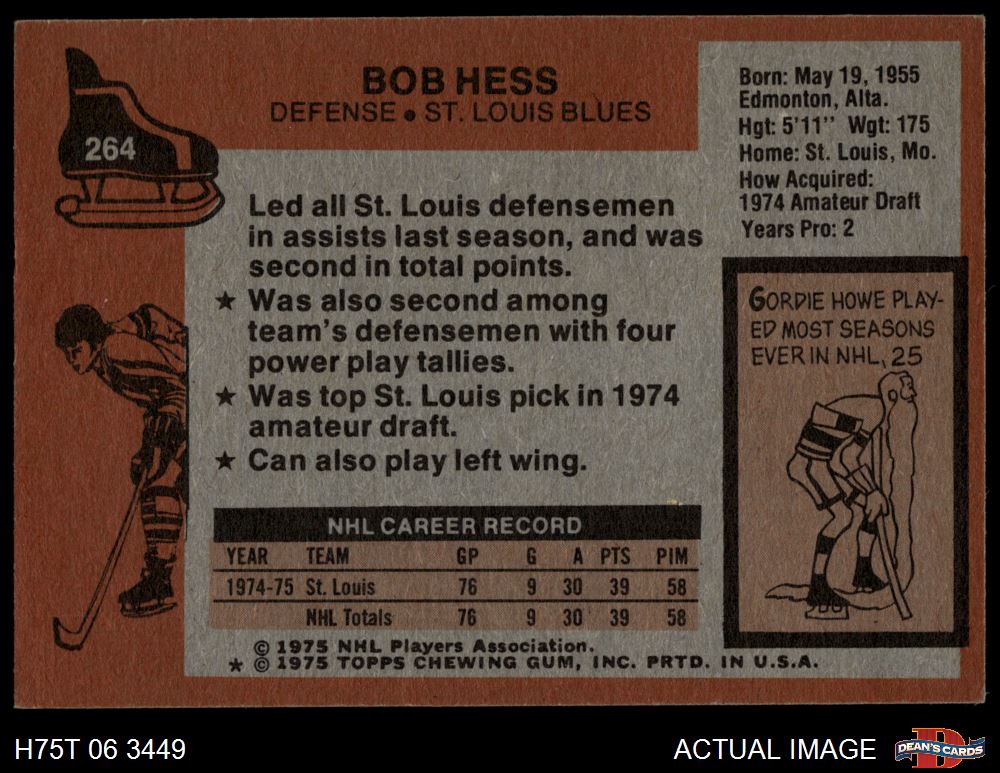 264
BOB HESS
DEFENSE • ST. LOUIS BLUES
Born: May 19, 1955
Edmonton, Alta.
Hgt: 5'11'' Wgt: 175
Home: St. Louis, Mo.
How Acquired:
1974 Amateur Draft
Years Pro: 2
Led all St. Louis defensemen
in assists last season, and was
second in total points.
★ Was also second among
team's defensemen with four
power play tallies.
★ Was top St. Louis pick in 1974
amateur draft.
★ Can also play left wing.
GORDIE HOWE PLAY-
ED MOST SEASONS
EVER IN NHL, 25
NHL CAREER RECORD
YEAR TEAM GP G A PTS PIM
1974-75 St. Louis 76 9 30 39 58
NHL Totals 76 9 30 39 58
© 1975 NHL Players Association.
★ © 1975 TOPPS CHEWING GUM, INC. PRTD. IN U.S.A.
H75T 06 3449
ACTUAL IMAGE
D
DEAN'S CARDS